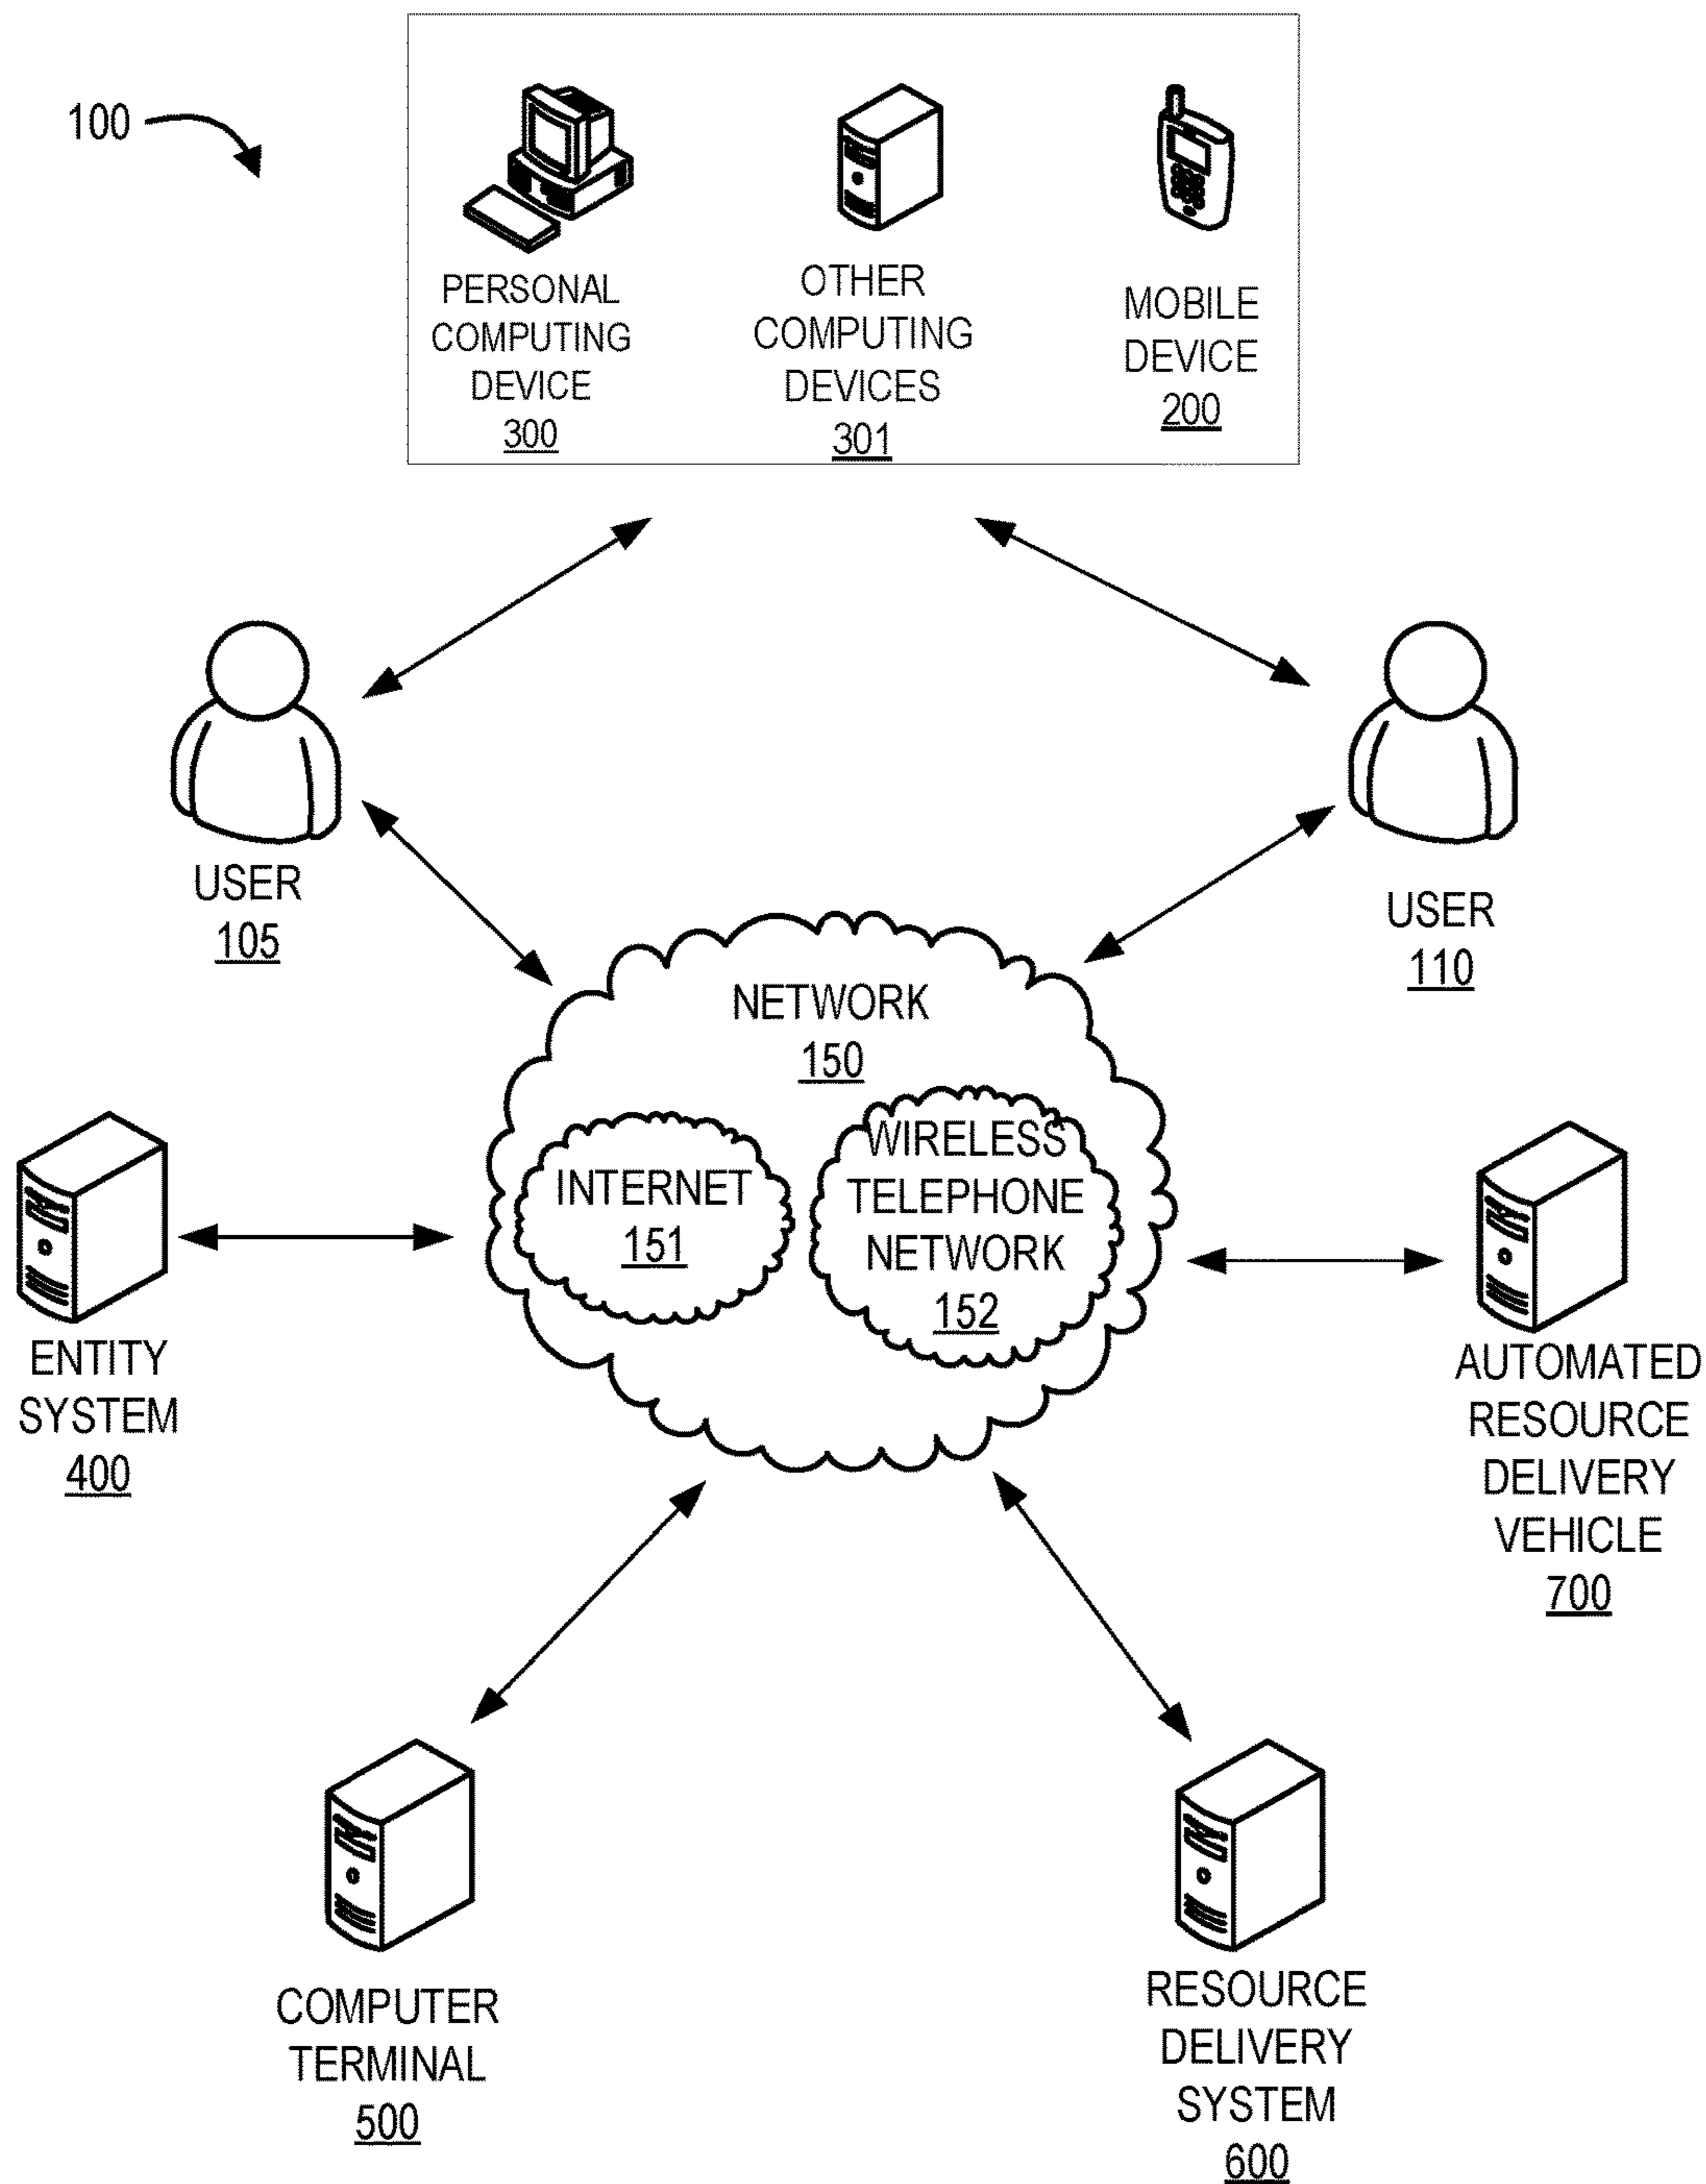 100
PERSONAL
COMPUTING
DEVICE
300
OTHER
COMPUTING
DEVICES
301
MOBILE
DEVICE
200
USER
105
USER
110
NETWORK
150
INTERNET
151
WIRELESS
TELEPHONE
NETWORK
152
ENTITY
SYSTEM
400
AUTOMATED
RESOURCE
DELIVERY
VEHICLE
700
COMPUTER
TERMINAL
500
RESOURCE
DELIVERY
SYSTEM
600